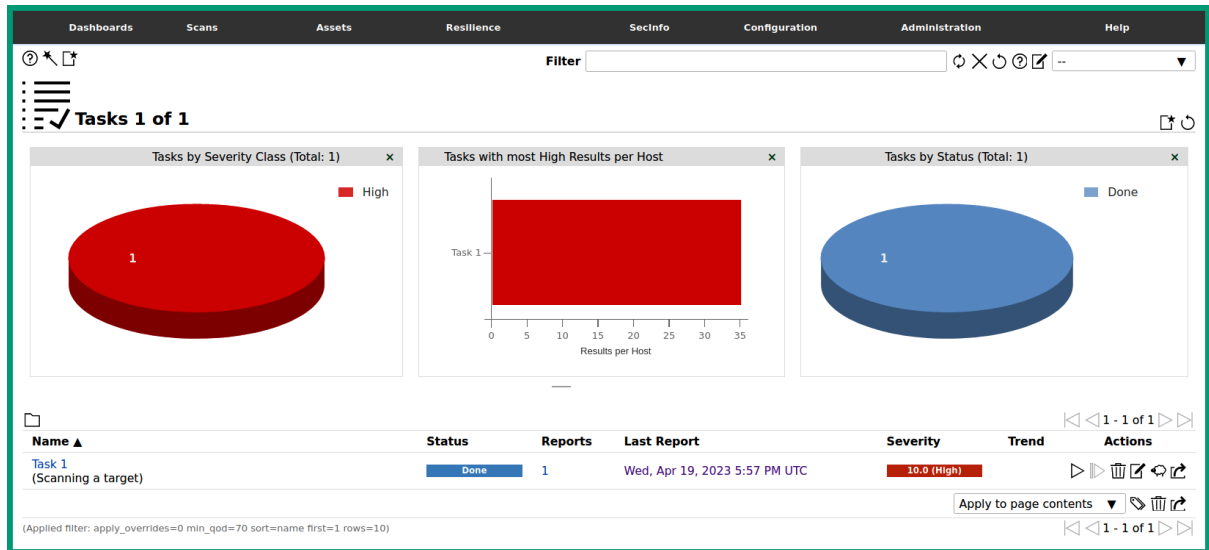 Dashboards Scans Assets Resilience SecInfo Configuration Administration Help
Filter --
Tasks 1 of 1
Tasks by Severity Class (Total: 1)
High
1
Tasks with most High Results per Host
Task 1
0 5 10 15 20 25 30 35
Results per Host
Tasks by Status (Total: 1)
Done
1
1 - 1 of 1
Name Status Reports Last Report Severity Trend Actions
Task 1 Done 1 Wed, Apr 19, 2023 5:57 PM UTC 10.0 (High)
(Scanning a target)
Apply to page contents
(Applied filter: apply_overrides=0 min_qod=70 sort=name first=1 rows=10) 1 - 1 of 1